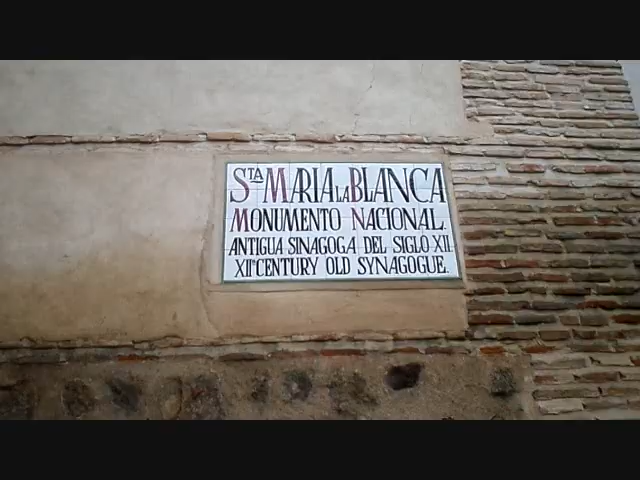 STA MARIA LA BLANCA
MONUMENTO NACIONAL.
ANTIGUA SINAGOGA DEL SIGLO XII
XIITH CENTURY OLD SYNAGOGUE.